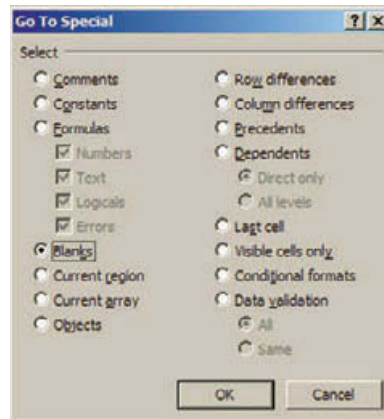 Go To Special
Select
Comments
Constants
Formulas
Numbers
Text
Logicals
Errors
Blanks
Current region
Current array
Objects
Row differences
Column differences
Precedents
Dependents
Direct only
All levels
Last cell
Visible cells only
Conditional formats
Data validation
All
Same
OK
Cancel